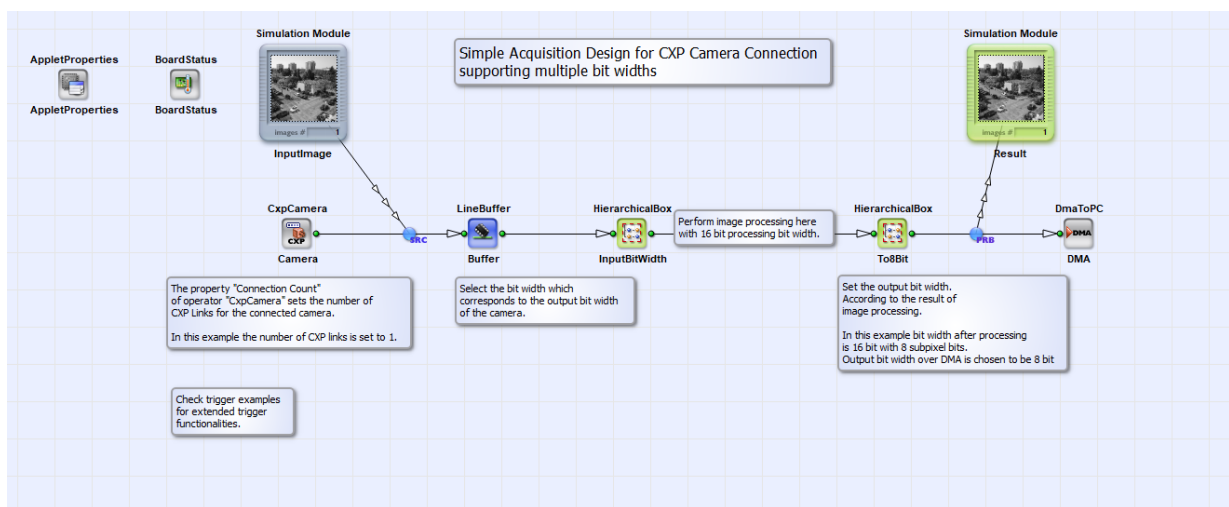 Simulation Module
Simulation Module
Simple Acquisition Design for CXP Camera Connection
supporting multiple bit widths
AppletProperties
BoardStatus
AppletProperties
BoardStatus
images # 1
images # 1
InputImage
Result
CxpCamera
LineBuffer
HierarchicalBox
HierarchicalBox
DmaToPC
Perform image processing here
with 16 bit processing bit width.
CXP
SRC
PRB
DMA
Camera
Buffer
InputBitWidth
To8Bit
DMA
The property "Connection Count"
of operator "CxpCamera" sets the number of
CXP Links for the connected camera.
In this example the number of CXP links is set to 1.
Select the bit width which
corresponds to the output bit width
of the camera.
Set the output bit width.
According to the result of
image processing.
In this example bit width after processing
is 16 bit with 8 subpixel bits.
Output bit width over DMA is chosen to be 8 bit
Check trigger examples
for extended trigger
functionalities.